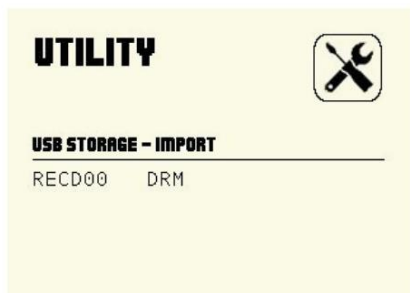 UTILITY
USB STORAGE – IMPORT
RECD00 DRM